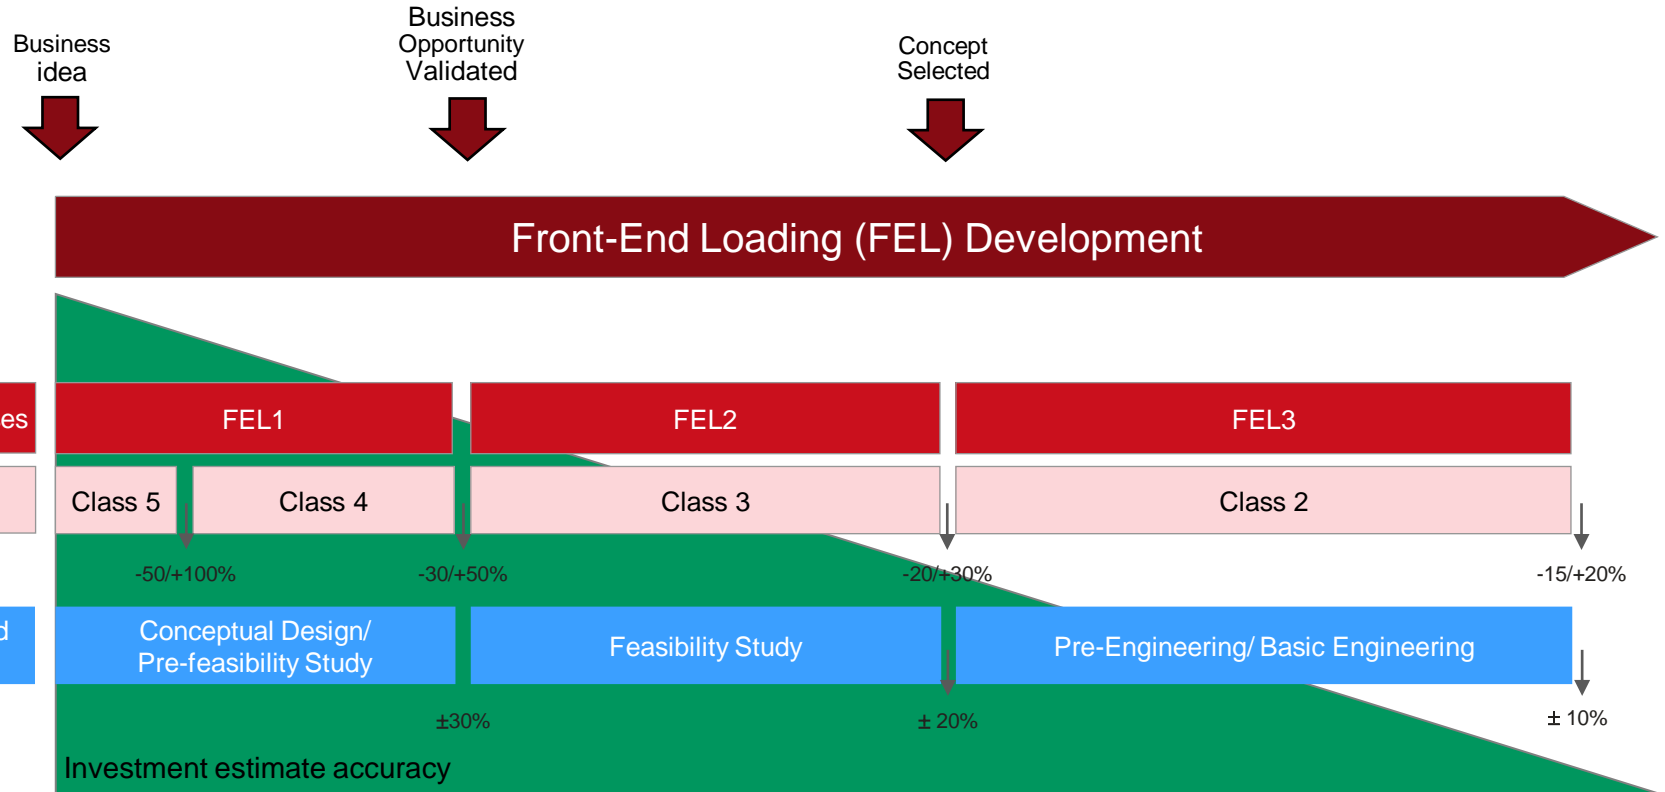 Business
idea
Business
Opportunity
Validated
Concept
Selected
Front-End Loading (FEL) Development
es
FEL1
FEL2
FEL3
Class 5
Class 4
Class 3
Class 2
-50/+100%
-30/+50%
-20/+30%
-15/+20%
d
Conceptual Design/
Pre-feasibility Study
Feasibility Study
Pre-Engineering/ Basic Engineering
±30%
± 20%
± 10%
Investment estimate accuracy